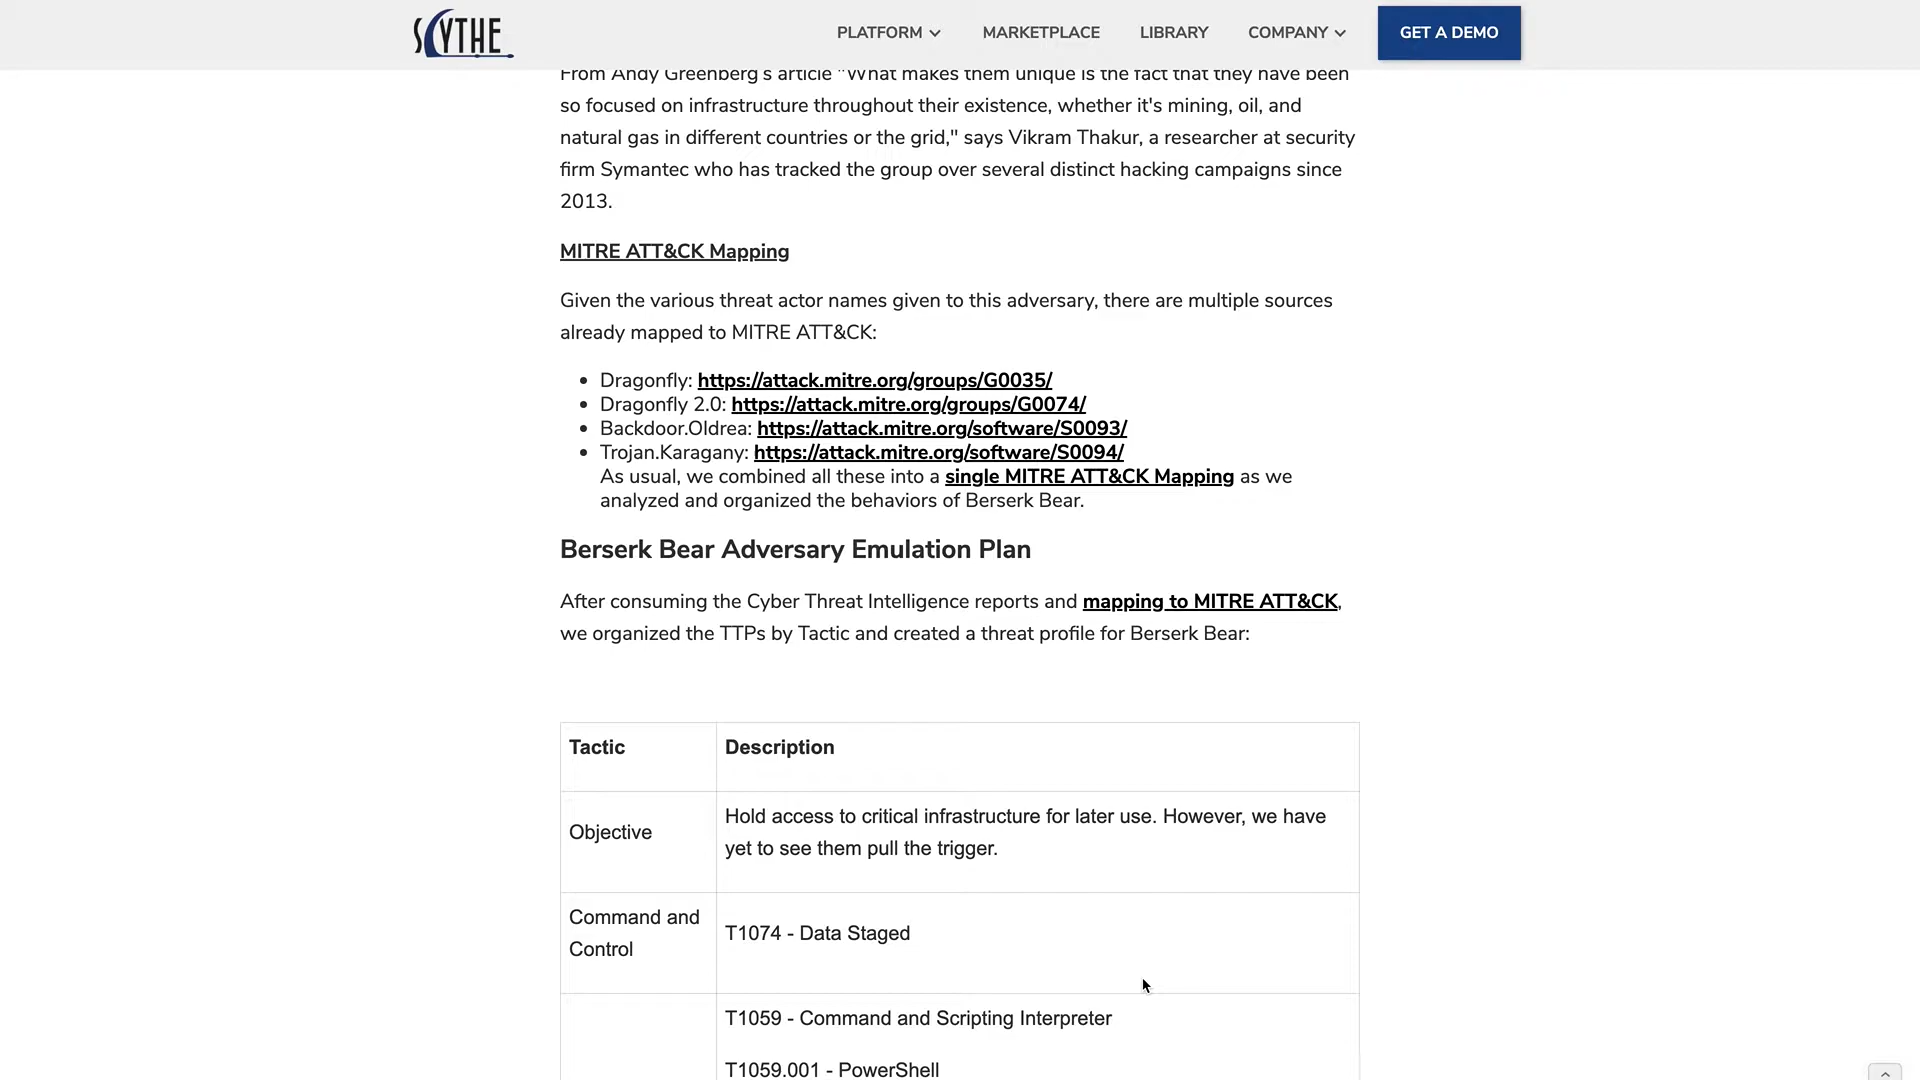 SCYTHE
PLATFORM
MARKETPLACE
LIBRARY
COMPANY
GET A DEMO
From Andy Greenberg's article "What makes them unique is the fact that they have been
so focused on infrastructure throughout their existence, whether it's mining, oil, and
natural gas in different countries or the grid," says Vikram Thakur, a researcher at security
firm Symantec who has tracked the group over several distinct hacking campaigns since
2013.
MITRE ATT&CK Mapping
Given the various threat actor names given to this adversary, there are multiple sources
already mapped to MITRE ATT&CK:
Dragonfly: https://attack.mitre.org/groups/G0035/
Dragonfly 2.0: https://attack.mitre.org/groups/G0074/
Backdoor.Oldrea: https://attack.mitre.org/software/S0093/
Trojan.Karagany: https://attack.mitre.org/software/S0094/
As usual, we combined all these into a single MITRE ATT&CK Mapping as we
analyzed and organized the behaviors of Berserk Bear.
Berserk Bear Adversary Emulation Plan
After consuming the Cyber Threat Intelligence reports and mapping to MITRE ATT&CK,
we organized the TTPs by Tactic and created a threat profile for Berserk Bear:
Tactic
Description
Objective
Hold access to critical infrastructure for later use. However, we have
yet to see them pull the trigger.
Command and
Control
T1074 - Data Staged
T1059 - Command and Scripting Interpreter
T1059.001 - PowerShell